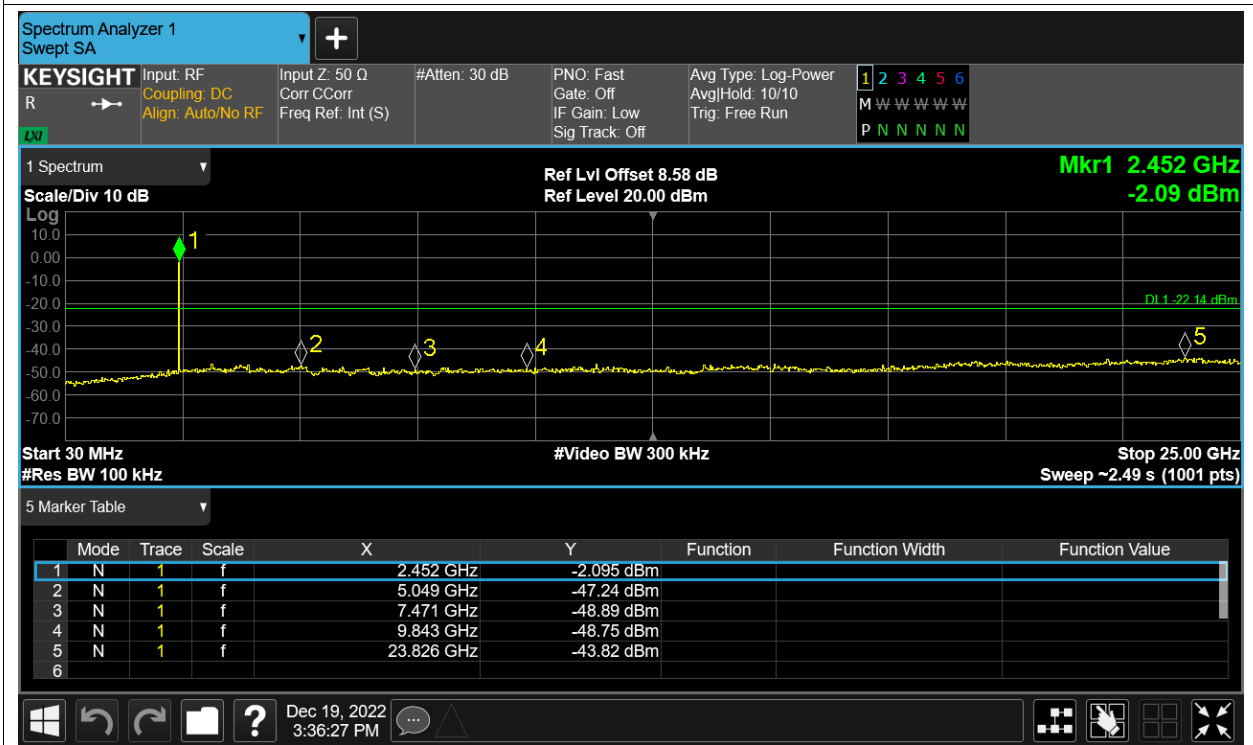 Spectrum Analyzer 1
Swept SA
KEYSIGHT Input: RF Input Z: 50 Ω #Atten: 30 dB PNO: Fast Avg Type: Log-Power 1 2 3 4 5 6
R Coupling: DC Corr CCorr Gate: Off Avg|Hold: 10/10 M W W W W W
Align: Auto/No RF Freq Ref: Int (S) IF Gain: Low Trig: Free Run
LXI Sig Track: Off P N N N N N
1 Spectrum Ref Lvl Offset 8.58 dB Mkr1 2.452 GHz
Scale/Div 10 dB Ref Level 20.00 dBm -2.09 dBm
Log
10.0
1
0.00
-10.0
-20.0 DL1 -22.14 dBm
-30.0
-40.0 2 3 4 5
-50.0
-60.0
-70.0
Start 30 MHz #Video BW 300 kHz Stop 25.00 GHz
#Res BW 100 kHz Sweep ~2.49 s (1001 pts)
5 Marker Table
Mode Trace Scale X Y Function Function Width Function Value
1 N 1 f 2.452 GHz -2.095 dBm
2 N 1 f 5.049 GHz -47.24 dBm
3 N 1 f 7.471 GHz -48.89 dBm
4 N 1 f 9.843 GHz -48.75 dBm
5 N 1 f 23.826 GHz -43.82 dBm
6
? Dec 19, 2022
3:36:27 PM